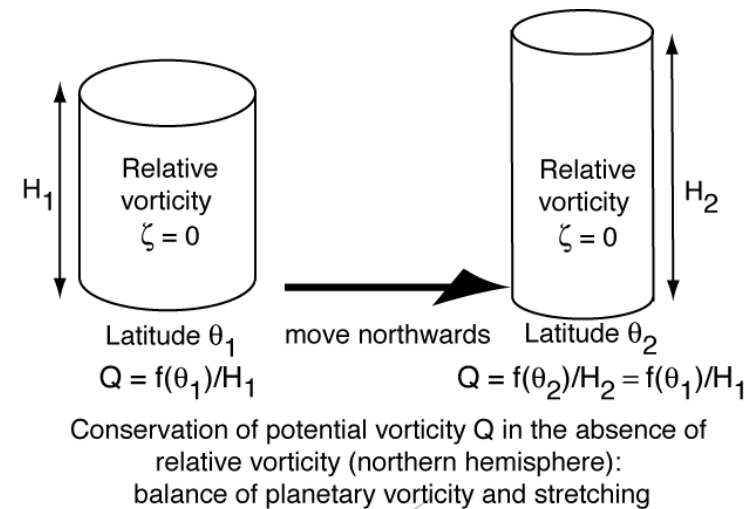 H₁
Relative
vorticity
ζ = 0
Relative
vorticity
ζ = 0
H₂
Latitude θ₁
move northwards
Latitude θ₂
Q = f(θ₁)/H₁
Q = f(θ₂)/H₂ = f(θ₁)/H₁
Conservation of potential vorticity Q in the absence of
relative vorticity (northern hemisphere):
balance of planetary vorticity and stretching